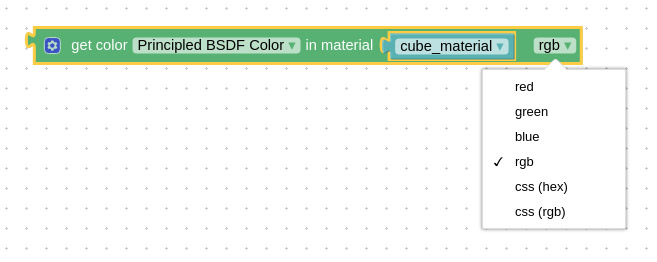 get color Principled BSDF Color ▾ in material cube_material ▾ rgb ▾
red
green
blue
✓ rgb
css (hex)
css (rgb)